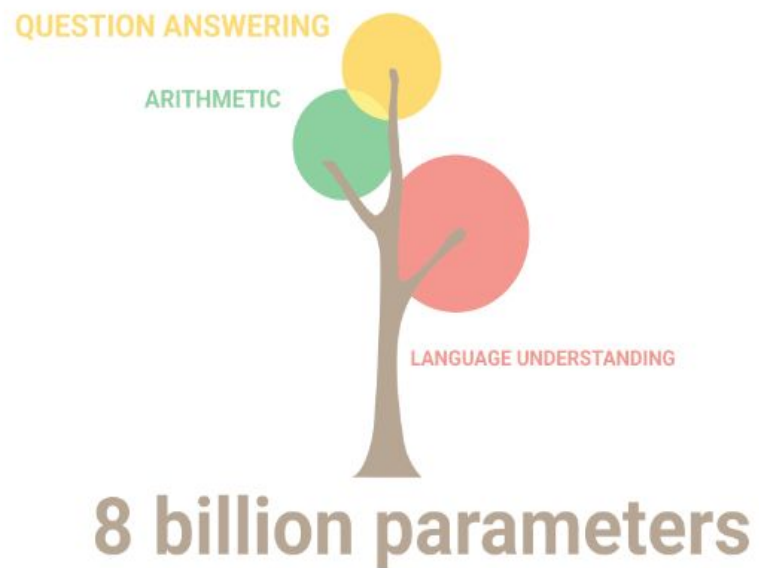 QUESTION ANSWERING
ARITHMETIC
LANGUAGE UNDERSTANDING
8 billion parameters